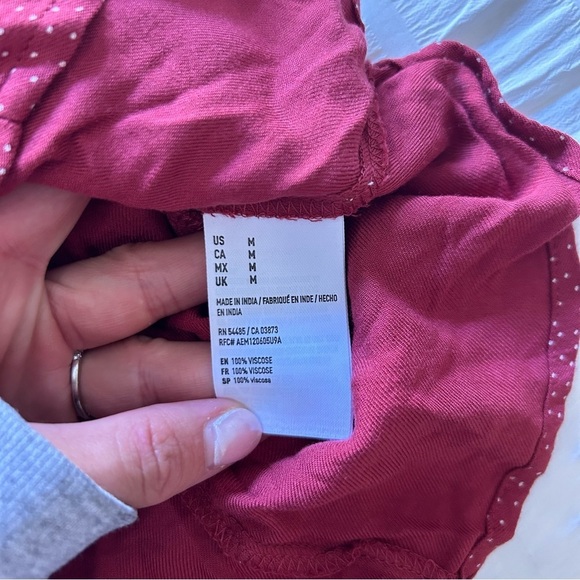 US M
CA M
MX M
UK M
MADE IN INDIA / FABRIQUÉ EN INDE / HECHO
EN INDIA
RN 54485 / CA 03873
RFC# AEM120605U9A
EN 100% VISCOSE
FR 100% VISCOSE
SP 100% viscosa